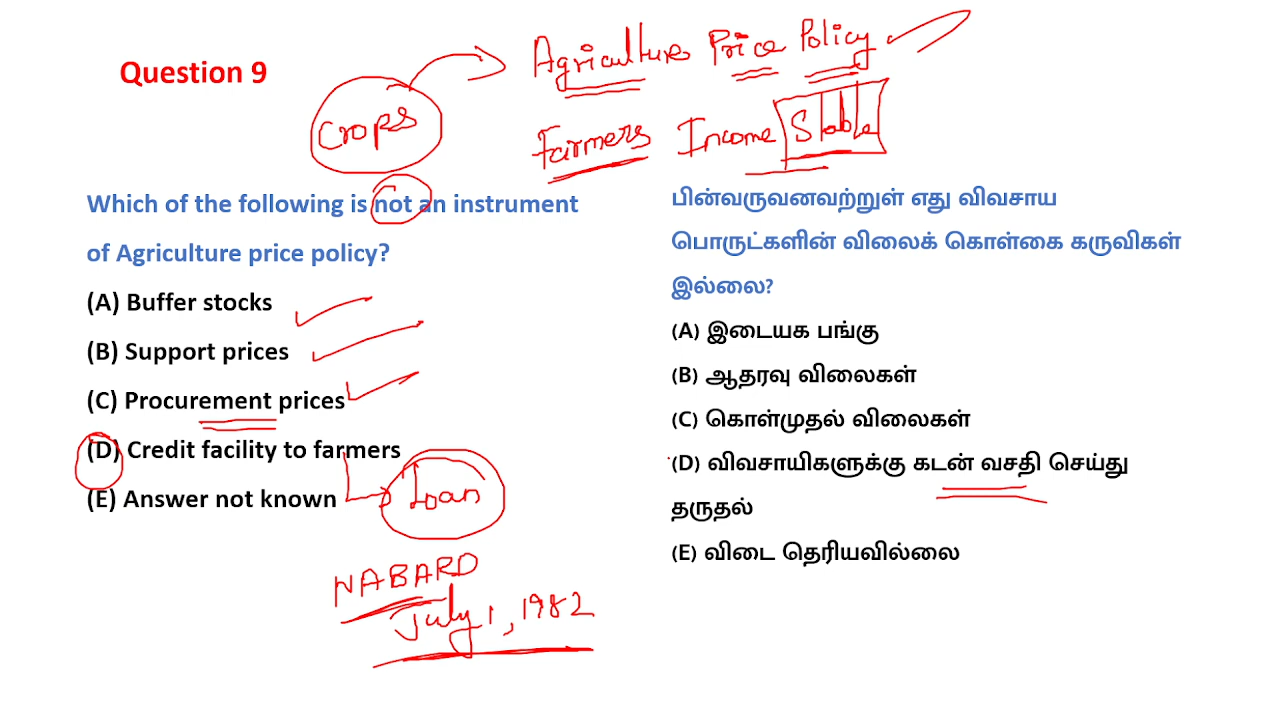 Question 9
Crops
Agriculture Price Policy
Farmers Income Stable
Which of the following is not an instrument
of Agriculture price policy?
(A) Buffer stocks
(B) Support prices
(C) Procurement prices
(D) Credit facility to farmers
(E) Answer not known
Loan
NABARD
July 1, 1982
பின்வருவனவற்றுள் எது விவசாய
பொருட்களின் விலைக் கொள்கை கருவிகள்
இல்லை?
(A) இடையக பங்கு
(B) ஆதரவு விலைகள்
(C) கொள்முதல் விலைகள்
(D) விவசாயிகளுக்கு கடன் வசதி செய்து
தருதல்
(E) விடை தெரியவில்லை